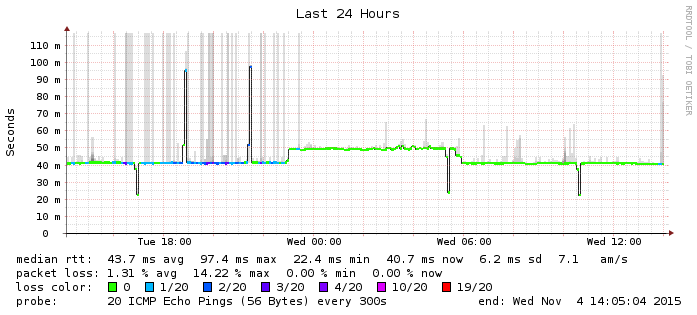 Last 24 Hours
RRDTOOL / TOBI OETIKER
Seconds
110 m
100 m
90 m
80 m
70 m
60 m
50 m
40 m
30 m
20 m
10 m
0
Tue 18:00 Wed 00:00 Wed 06:00 Wed 12:00
median rtt: 43.7 ms avg 97.4 ms max 22.4 ms min 40.7 ms now 6.2 ms sd 7.1 am/s
packet loss: 1.31 % avg 14.22 % max 0.00 % min 0.00 % now
loss color: 0 1/20 2/20 3/20 4/20 10/20 19/20
probe: 20 ICMP Echo Pings (56 Bytes) every 300s end: Wed Nov 4 14:05:04 2015